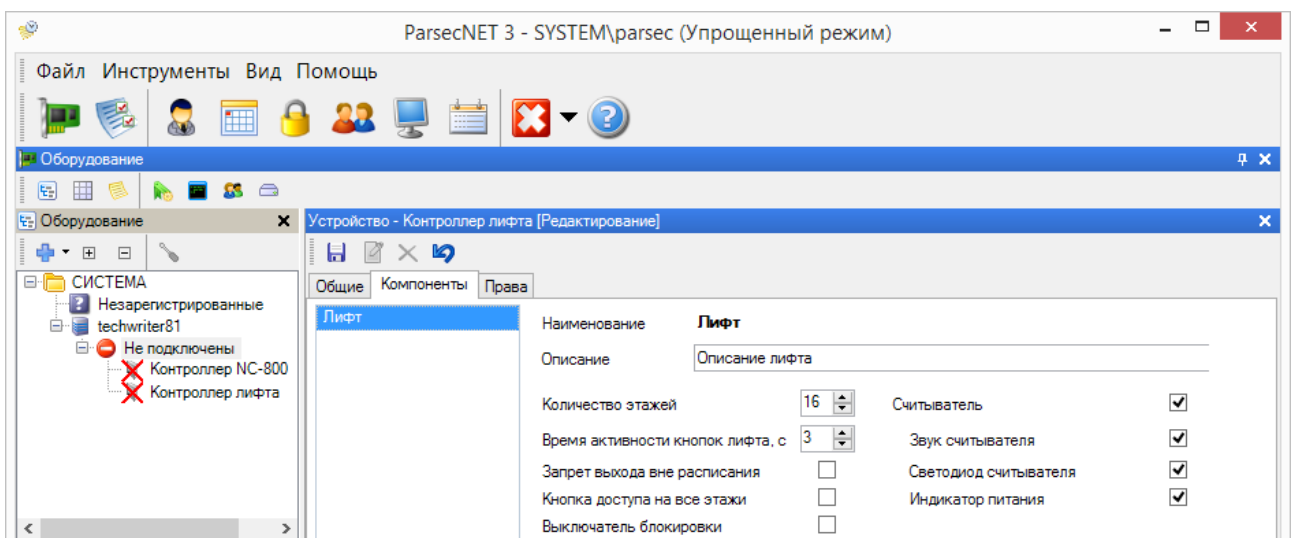 ParsecNET 3 - SYSTEM\parsec (Упрощенный режим)
Файл Инструменты Вид Помощь
Оборудование
Оборудование
СИСТЕМА
Незарегистрированные
techwriter81
Не подключены
Контроллер NC-800
Контроллер лифта
Устройство - Контроллер лифта [Редактирование]
Общие Компоненты Права
Лифт
Наименование Лифт
Описание Описание лифта
Количество этажей 16 Считыватель
Время активности кнопок лифта, с 3 Звук считывателя
Запрет выхода вне расписания Светодиод считывателя
Кнопка доступа на все этажи Индикатор питания
Выключатель блокировки